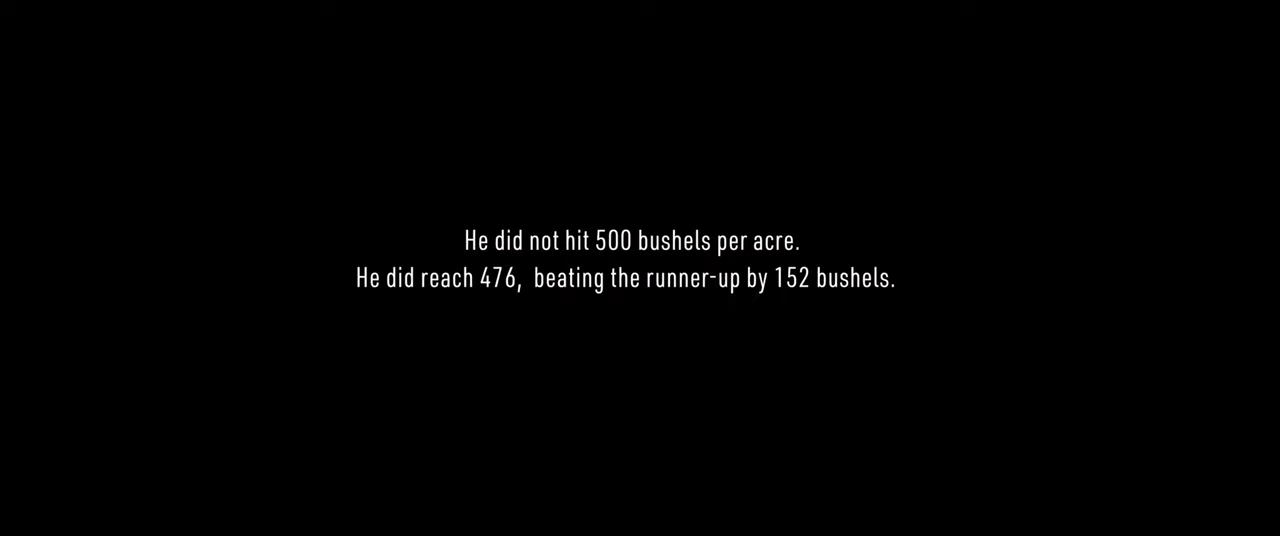 He did not hit 500 bushels per acre.
He did reach 476,  beating the runner-up by 152 bushels.